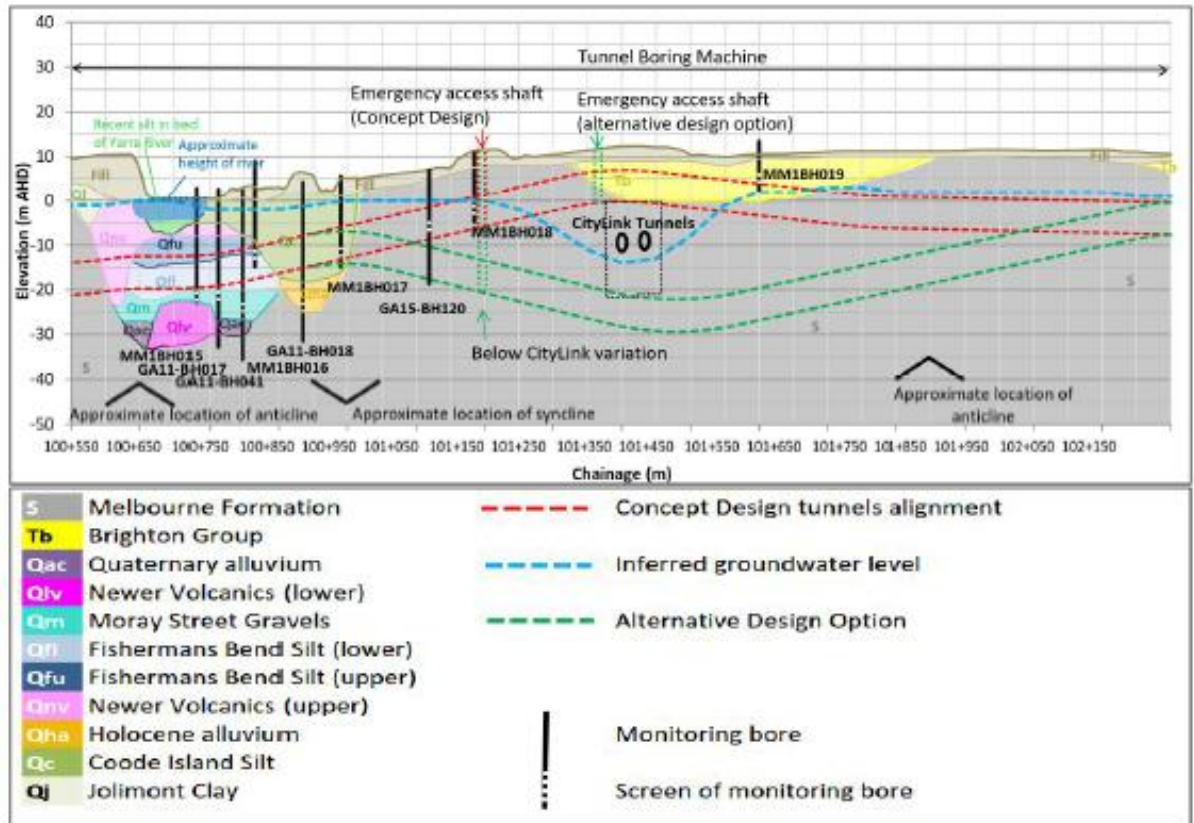 40
30
20
10
0
-10
-20
-30
-40
-50
Elevation (m AHD)
Tunnel Boring Machine
Emergency access shaft
(Concept Design)
Emergency access shaft
(alternative design option)
Recent silt in bed
of Yarra River
Approximate
height of river
Fill
Fill
Fill
Tb
Tb
MM1BH019
CityLink Tunnels
MM1BH018
Qj
Qnv
Qfu
Qfl
Qc
Qha
Qm
Qac
Qlv
Qac
MM1BH017
GA15-BH120
S
S
S
GA11-BH018
MM1BH015
GA11-BH017
GA11-BH041
MM1BH016
Below CityLink variation
Approximate location of anticline
Approximate location of syncline
Approximate location of
anticline
100+550 100+650 100+750 100+850 100+950 101+050 101+150 101+250 101+350 101+450 101+550 101+650 101+750 101+850 101+950 102+050 102+150
Chainage (m)
S Melbourne Formation
Concept Design tunnels alignment
Tb Brighton Group
Qac Quaternary alluvium
Inferred groundwater level
Qlv Newer Volcanics (lower)
Qm Moray Street Gravels
Alternative Design Option
Qfl Fishermans Bend Silt (lower)
Qfu Fishermans Bend Silt (upper)
Qnv Newer Volcanics (upper)
Qha Holocene alluvium
Monitoring bore
Qc Coode Island Silt
Qj Jolimont Clay
Screen of monitoring bore